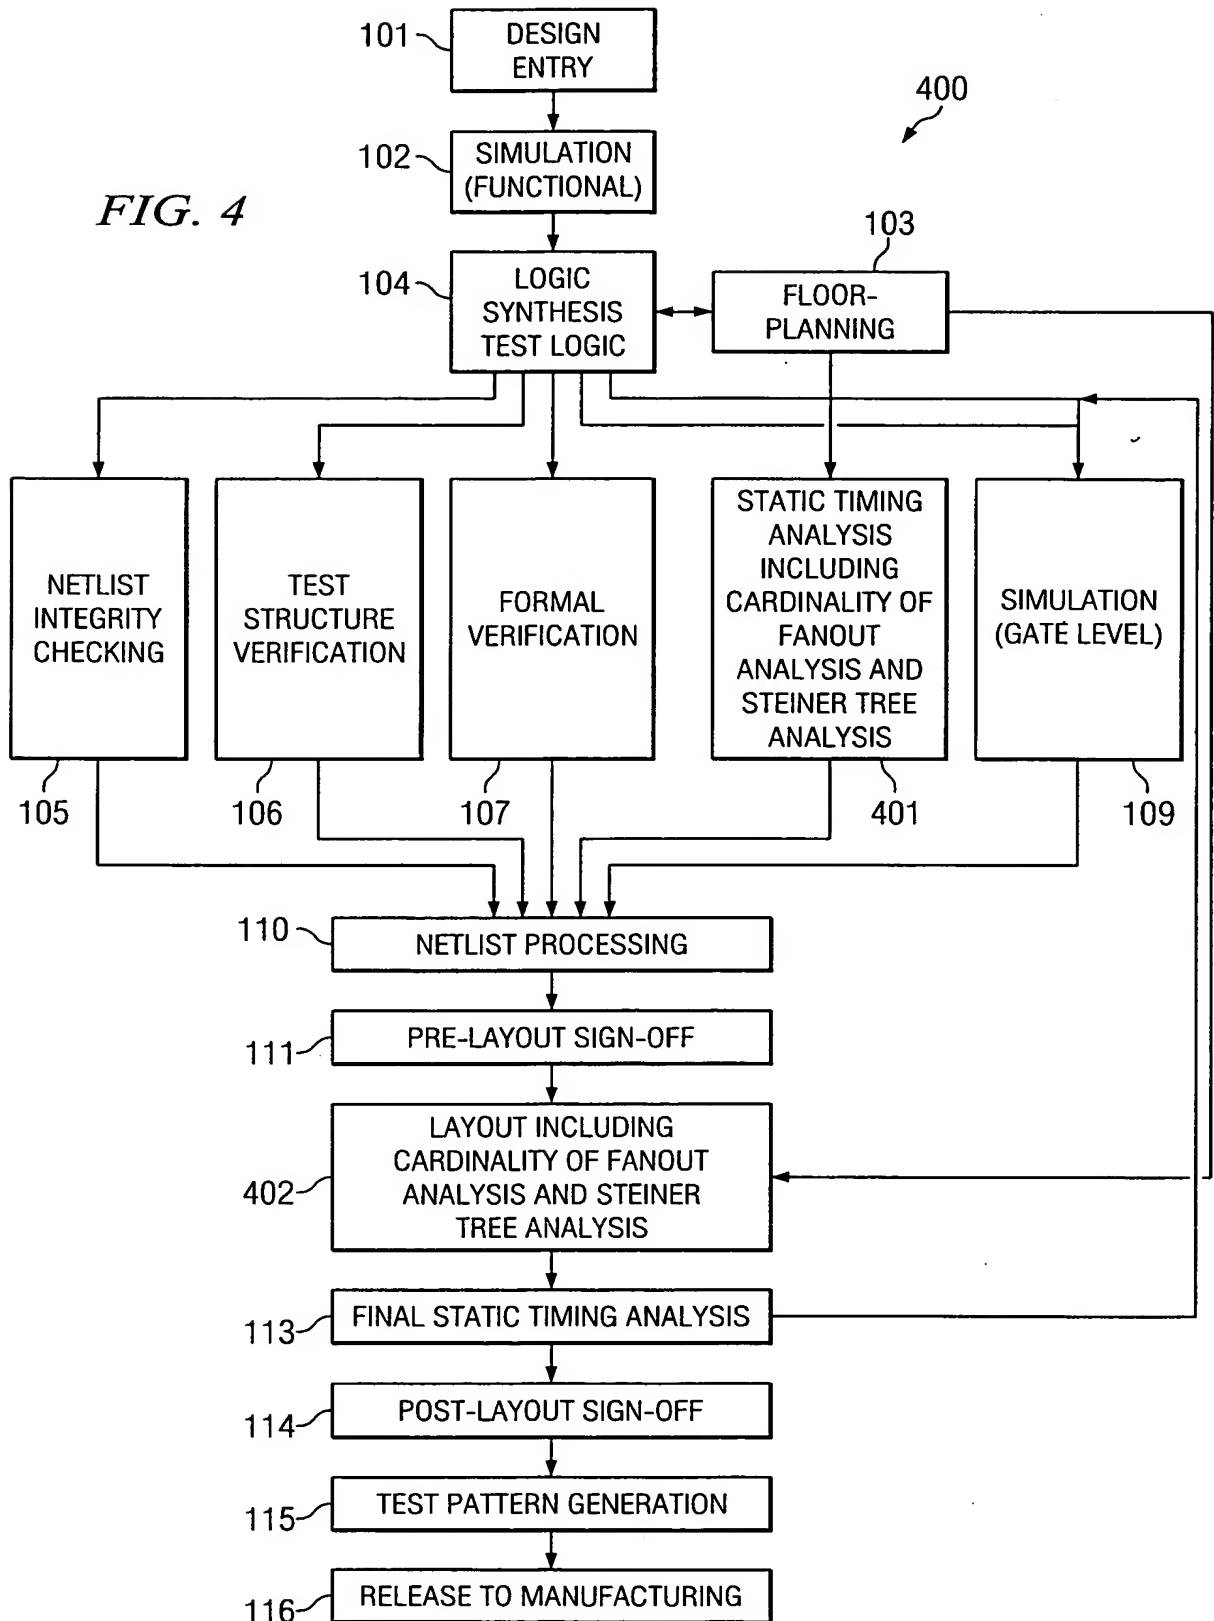 101
DESIGN
ENTRY
400
102
SIMULATION
(FUNCTIONAL)
FIG. 4
103
104
LOGIC
SYNTHESIS
TEST LOGIC
FLOOR-
PLANNING
NETLIST
INTEGRITY
CHECKING
TEST
STRUCTURE
VERIFICATION
FORMAL
VERIFICATION
STATIC TIMING
ANALYSIS
INCLUDING
CARDINALITY OF
FANOUT
ANALYSIS AND
STEINER TREE
ANALYSIS
SIMULATION
(GATE LEVEL)
105
106
107
401
109
110
NETLIST PROCESSING
111
PRE-LAYOUT SIGN-OFF
402
LAYOUT INCLUDING
CARDINALITY OF FANOUT
ANALYSIS AND STEINER
TREE ANALYSIS
113
FINAL STATIC TIMING ANALYSIS
114
POST-LAYOUT SIGN-OFF
115
TEST PATTERN GENERATION
116
RELEASE TO MANUFACTURING